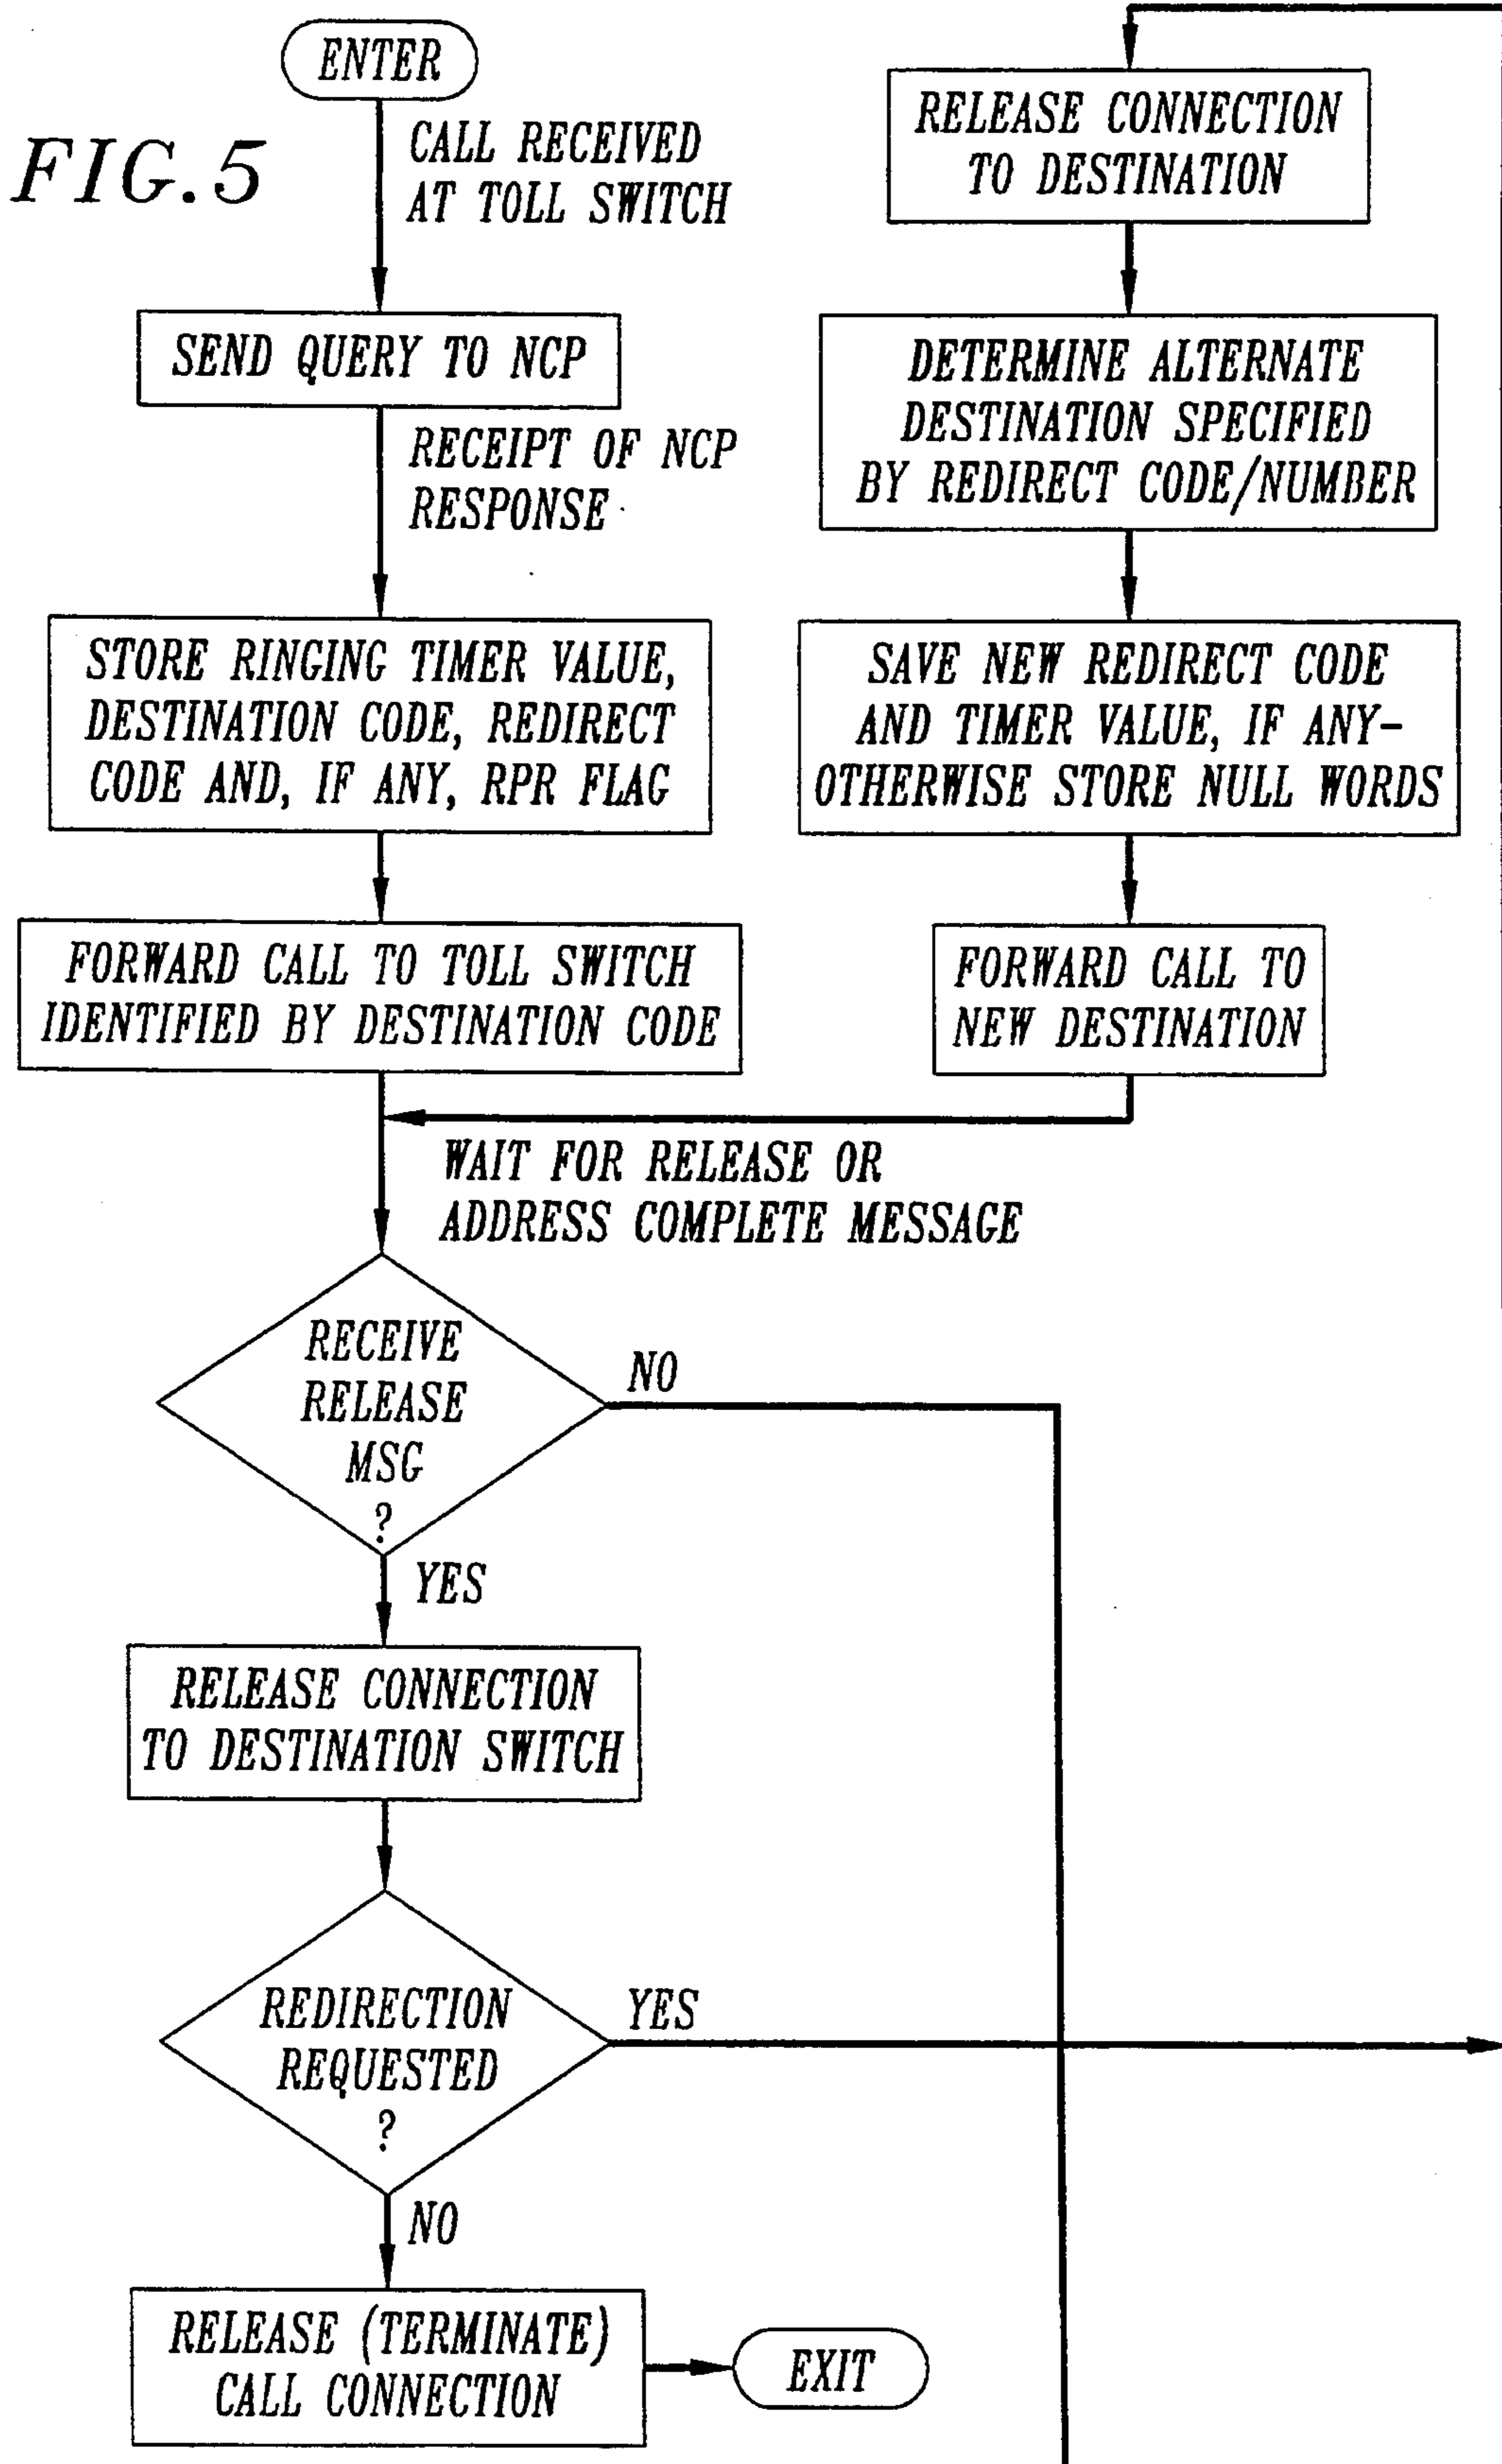 FIG. 5
ENTER
CALL RECEIVED
AT TOLL SWITCH
SEND QUERY TO NCP
RECEIPT OF NCP
RESPONSE
STORE RINGING TIMER VALUE,
DESTINATION CODE, REDIRECT
CODE AND, IF ANY, RPR FLAG
FORWARD CALL TO TOLL SWITCH
IDENTIFIED BY DESTINATION CODE
RELEASE CONNECTION
TO DESTINATION
DETERMINE ALTERNATE
DESTINATION SPECIFIED
BY REDIRECT CODE/NUMBER
SAVE NEW REDIRECT CODE
AND TIMER VALUE, IF ANY-
OTHERWISE STORE NULL WORDS
FORWARD CALL TO
NEW DESTINATION
WAIT FOR RELEASE OR
ADDRESS COMPLETE MESSAGE
RECEIVE
RELEASE
MSG
?
NO
YES
RELEASE CONNECTION
TO DESTINATION SWITCH
REDIRECTION
REQUESTED
?
YES
NO
RELEASE (TERMINATE)
CALL CONNECTION
EXIT